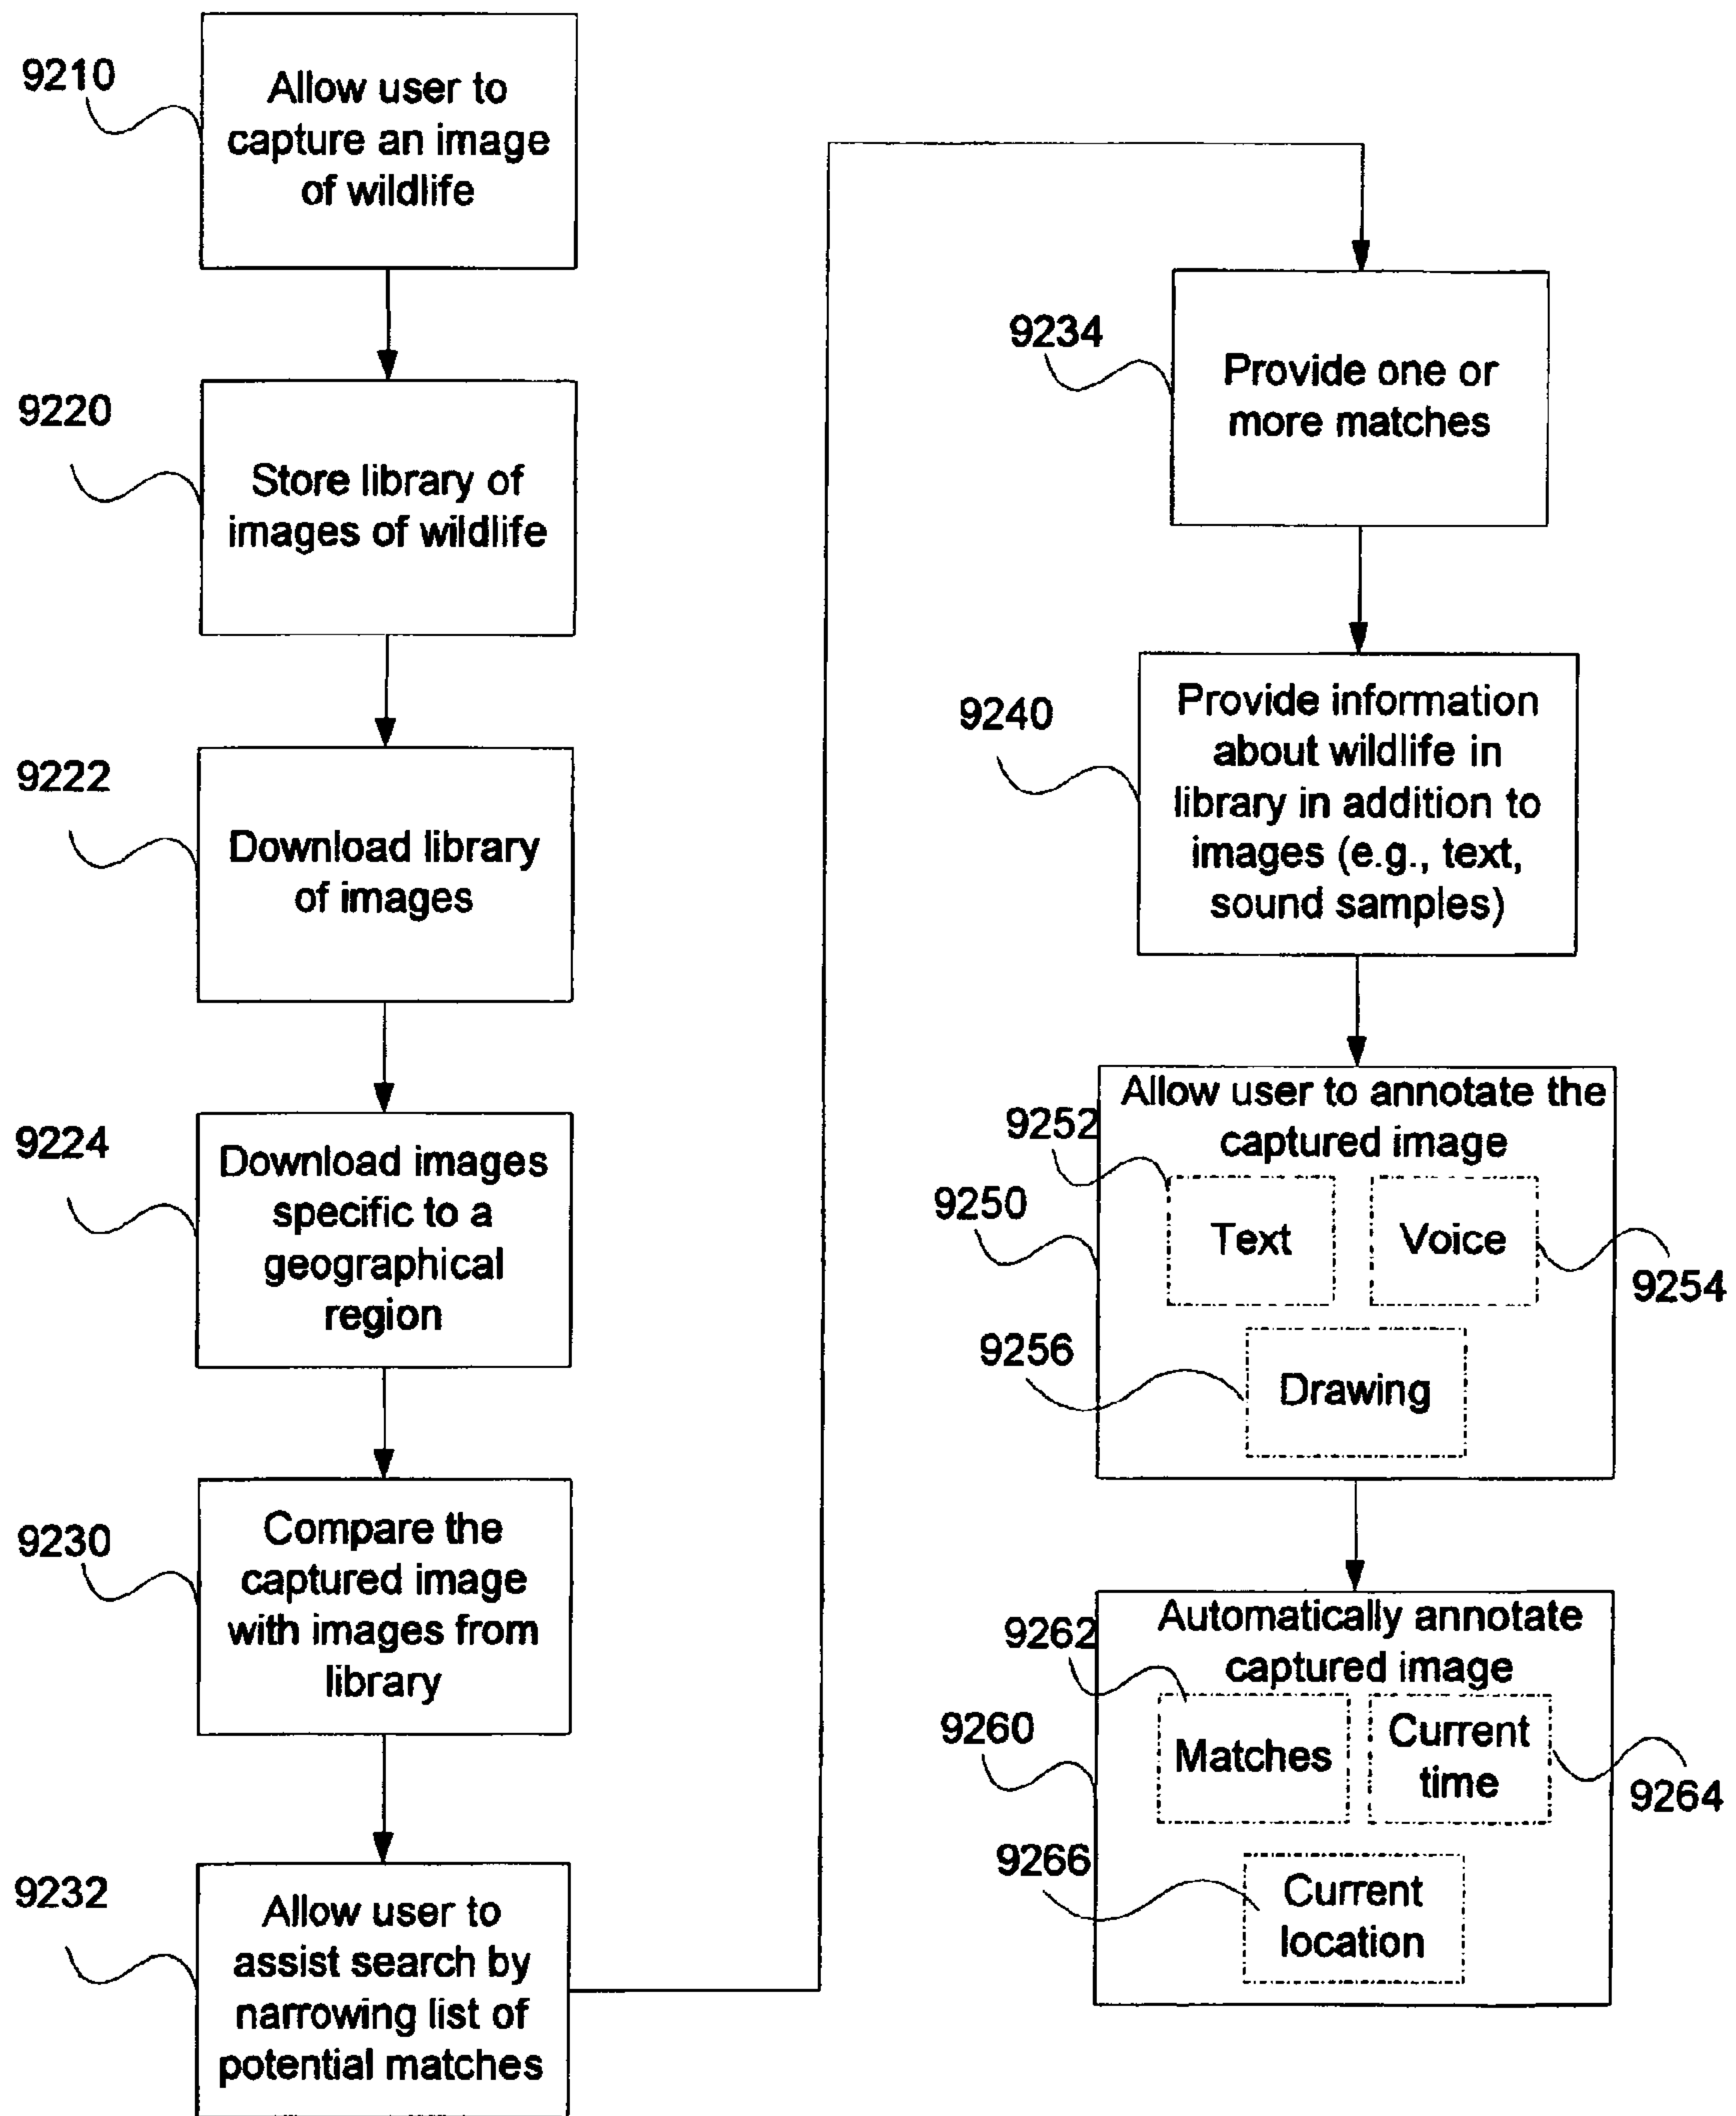 9210
Allow user to
capture an image
of wildlife
9220
Store library of
images of wildlife
9222
Download library
of images
9224
Download images
specific to a
geographical
region
9230
Compare the
captured image
with images from
library
9232
Allow user to
assist search by
narrowing list of
potential matches
9234
Provide one or
more matches
9240
Provide information
about wildlife in
library in addition to
images (e.g., text,
sound samples)
9250
Allow user to annotate the
captured image
9252
Text
Voice
9254
9256
Drawing
9260
Automatically annotate
captured image
9262
Matches
Current
time
9264
9266
Current
location